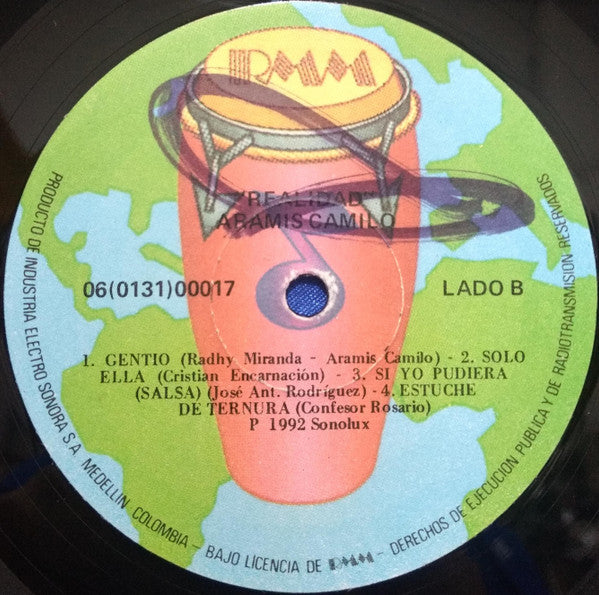 RMM
"REALIDAD"
ARAMIS CAMILO
06(0131)00017
LADO B
1. GENTIO (Radhy Miranda - Aramis Camilo) - 2. SOLO
ELLA (Cristian Encarnación) - 3. SI YO PUDIERA
(SALSA) (José Ant. Rodríguez) - 4. ESTUCHE
DE TERNURA (Confesor Rosario)
P 1992 Sonolux
PRODUCTO DE INDUSTRIA ELECTRO SONORA S.A. MEDELLIN COLOMBIA - BAJO LICENCIA DE RMM - DERECHOS DE EJECUCION PUBLICA Y DE RADIOTRANSMISION RESERVADOS